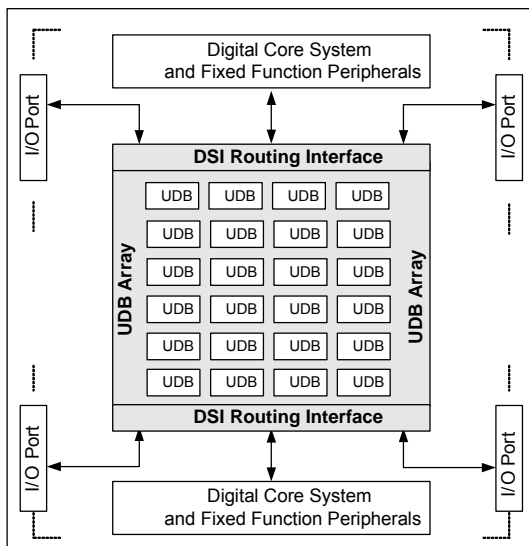 Digital Core System
and Fixed Function Peripherals
I/O Port
I/O Port
DSI Routing Interface
UDB Array
UDB UDB UDB UDB
UDB UDB UDB UDB
UDB UDB UDB UDB
UDB UDB UDB UDB
UDB UDB UDB UDB
UDB UDB UDB UDB
UDB Array
DSI Routing Interface
I/O Port
I/O Port
Digital Core System
and Fixed Function Peripherals